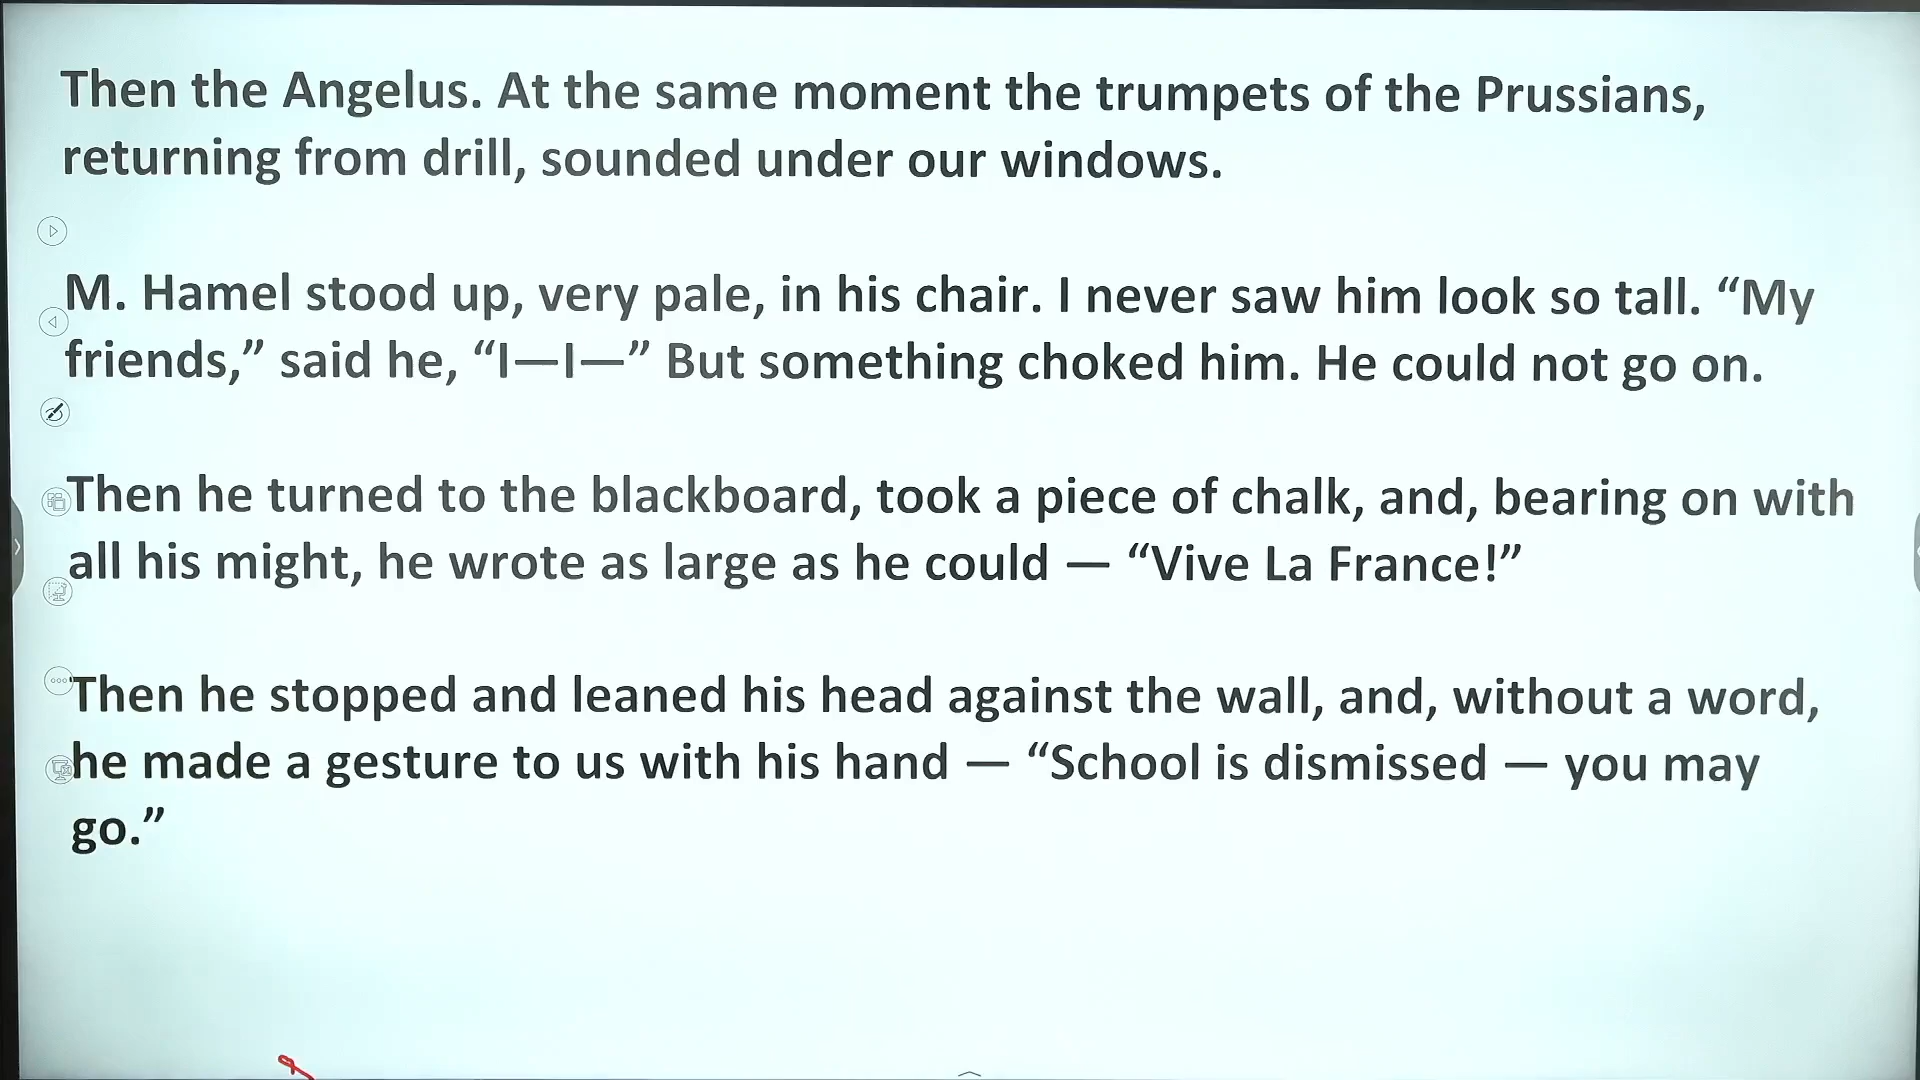 Then the Angelus. At the same moment the trumpets of the Prussians,
returning from drill, sounded under our windows.
M. Hamel stood up, very pale, in his chair. I never saw him look so tall. “My
friends,” said he, “I—I—” But something choked him. He could not go on.
Then he turned to the blackboard, took a piece of chalk, and, bearing on with
all his might, he wrote as large as he could — “Vive La France!”
Then he stopped and leaned his head against the wall, and, without a word,
he made a gesture to us with his hand — “School is dismissed — you may
go.”